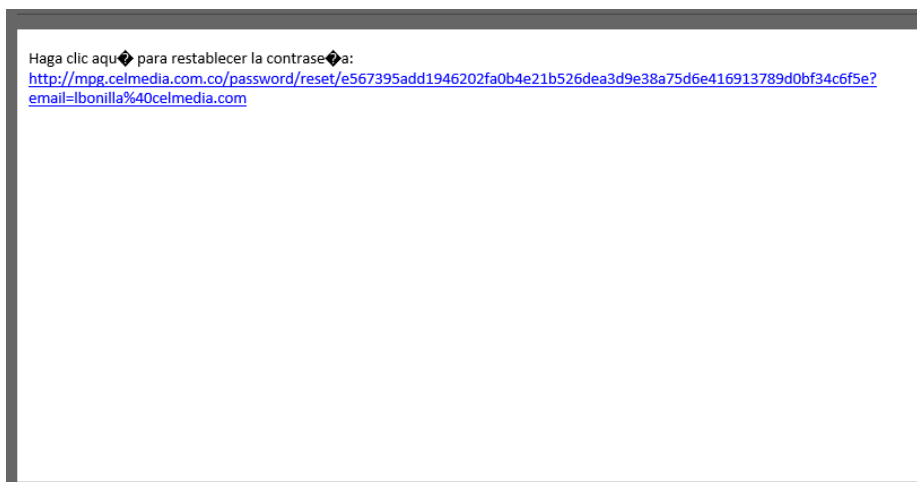 Haga clic aqu� para restablecer la contrase�a:
http://mpg.celmedia.com.co/password/reset/e567395add1946202fa0b4e21b526dea3d9e38a75d6e416913789d0bf34c6f5e?
email=lbonilla%40celmedia.com